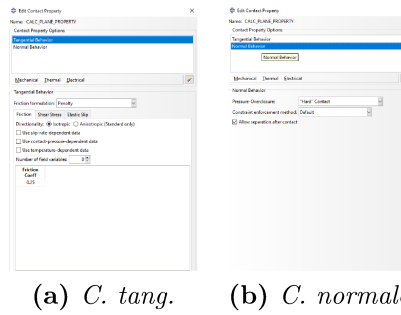 Edit Contact Property
Name: CALC_PLANE_PROPERTY
Contact Property Options
Tangential Behavior
Normal Behavior
Mechanical Thermal Electrical
Tangential Behavior
Friction formulation: Penalty
Friction Shear Stress Elastic Slip
Directionality: Isotropic Anisotropic (Standard only)
Use slip-rate-dependent data
Use contact-pressure-dependent data
Use temperature-dependent data
Number of field variables: 0
Friction
Coeff
0.25
(a) C. tang.
Edit Contact Property
Name: CALC_PLANE_PROPERTY
Contact Property Options
Tangential Behavior
Normal Behavior
Normal Behavior
Mechanical Thermal Electrical
Normal Behavior
Pressure-Overclosure: "Hard" Contact
Constraint enforcement method: Default
Allow separation after contact
(b) C. normale